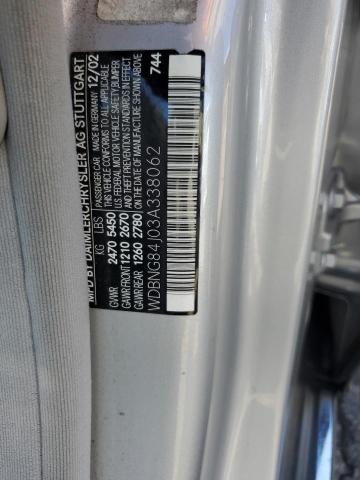 MFD BY DAIMLERCHRYSLER AG STUTTGART
KG LBS PASSENGER CAR MADE IN GERMANY 12/02
GVWR 2470 5450 THIS VEHICLE CONFORMS TO ALL APPLICABLE
GAWR FRONT 1210 2670 U.S. FEDERAL MOTOR VEHICLE SAFETY BUMPER
GAWR REAR 1260 2780 AND THEFT PREVENTION STANDARDS IN EFFECT
ON THE DATE OF MANUFACTURE SHOWN ABOVE
744
WDBNG84J03A338062